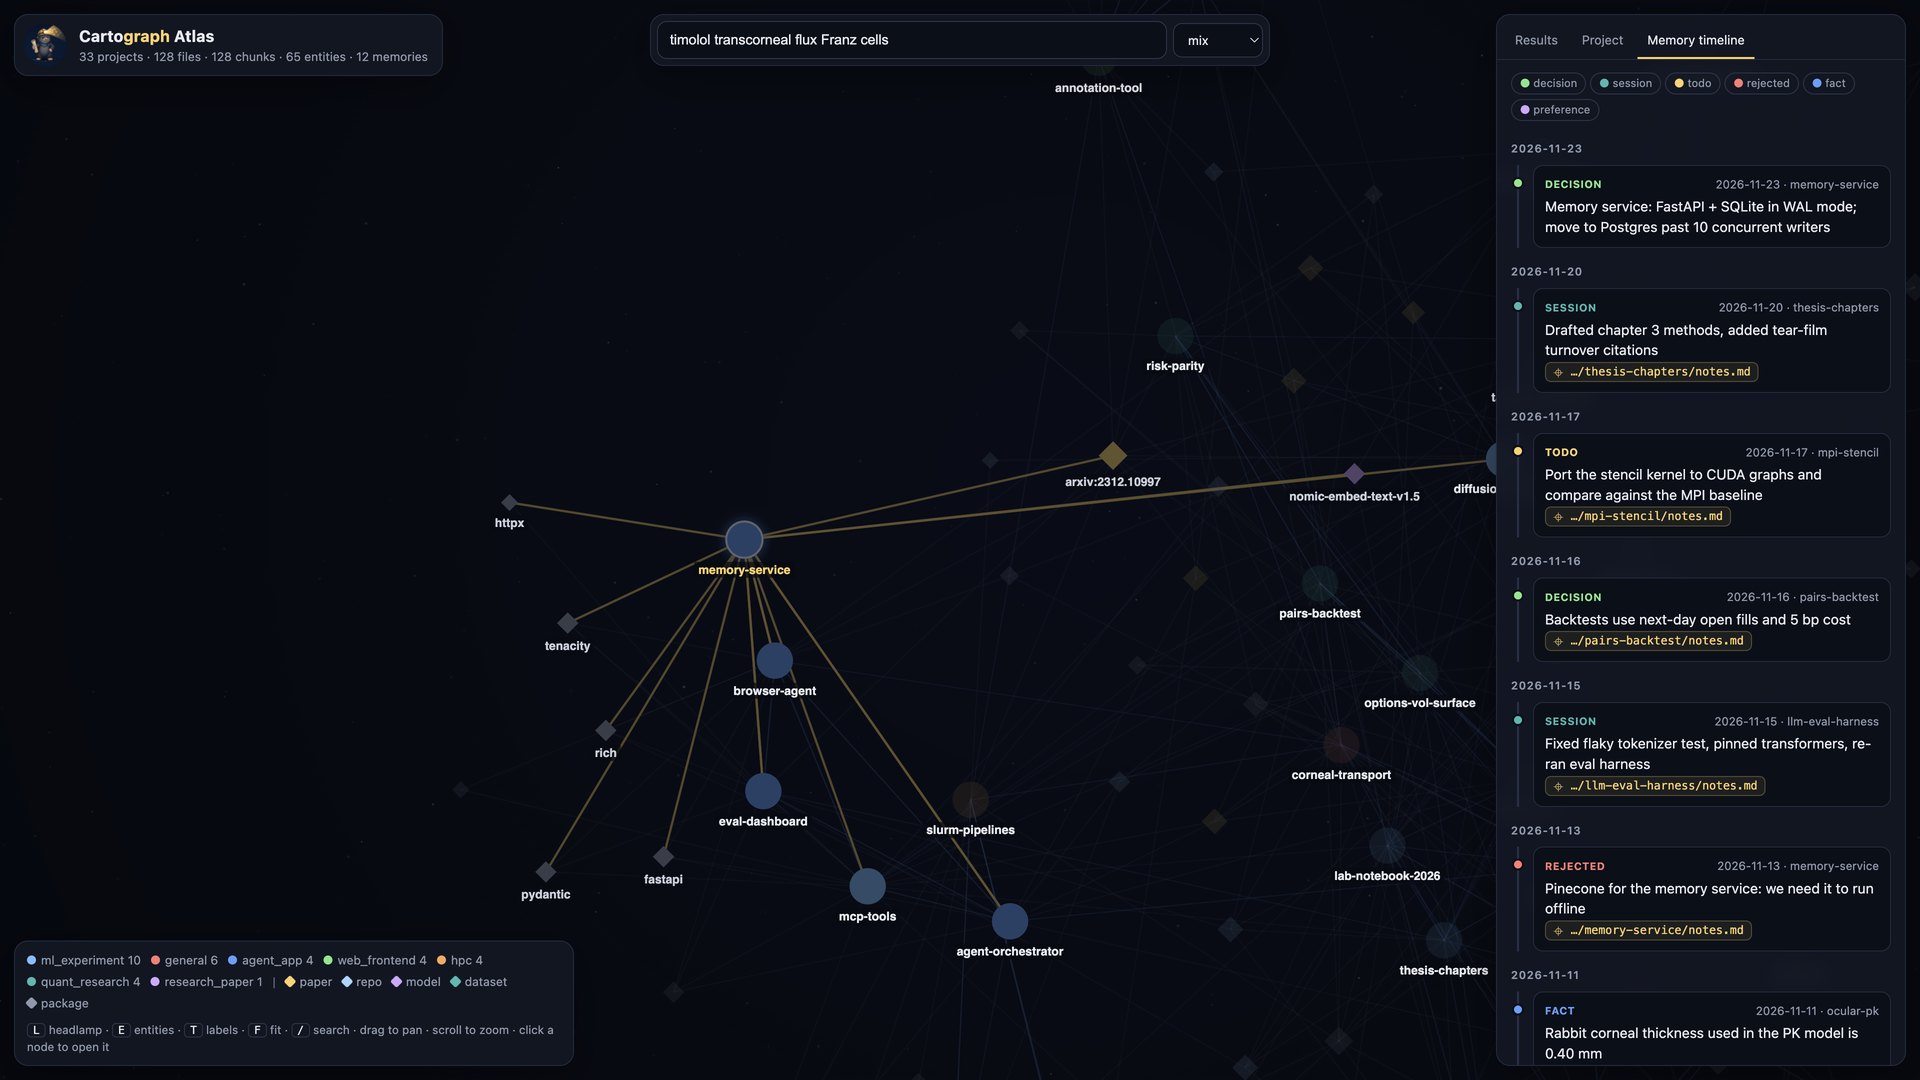 Cartograph Atlas
33 projects · 128 files · 128 chunks · 65 entities · 12 memories
timolol transcorneal flux Franz cells
mix
Results Project Memory timeline
decision session todo rejected fact
preference
2026-11-23
DECISION 2026-11-23 · memory-service
Memory service: FastAPI + SQLite in WAL mode;
move to Postgres past 10 concurrent writers
2026-11-20
SESSION 2026-11-20 · thesis-chapters
Drafted chapter 3 methods, added tear-film
turnover citations
…/thesis-chapters/notes.md
2026-11-17
TODO 2026-11-17 · mpi-stencil
Port the stencil kernel to CUDA graphs and
compare against the MPI baseline
…/mpi-stencil/notes.md
2026-11-16
DECISION 2026-11-16 · pairs-backtest
Backtests use next-day open fills and 5 bp cost
…/pairs-backtest/notes.md
2026-11-15
SESSION 2026-11-15 · llm-eval-harness
Fixed flaky tokenizer test, pinned transformers, re-
ran eval harness
…/llm-eval-harness/notes.md
2026-11-13
REJECTED 2026-11-13 · memory-service
Pinecone for the memory service: we need it to run
offline
…/memory-service/notes.md
2026-11-11
FACT 2026-11-11 · ocular-pk
Rabbit corneal thickness used in the PK model is
0.40 mm
annotation-tool
risk-parity
arxiv:2312.10997
nomic-embed-text-v1.5
diffusio
httpx
memory-service
pairs-backtest
tenacity
browser-agent
options-vol-surface
rich
corneal-transport
eval-dashboard
slurm-pipelines
fastapi
lab-notebook-2026
pydantic
mcp-tools
agent-orchestrator
thesis-chapters
ml_experiment 10 general 6 agent_app 4 web_frontend 4 hpc 4
quant_research 4 research_paper 1 | paper repo model dataset
package
L headlamp · E entities · T labels · F fit · / search · drag to pan · scroll to zoom · click a
node to open it